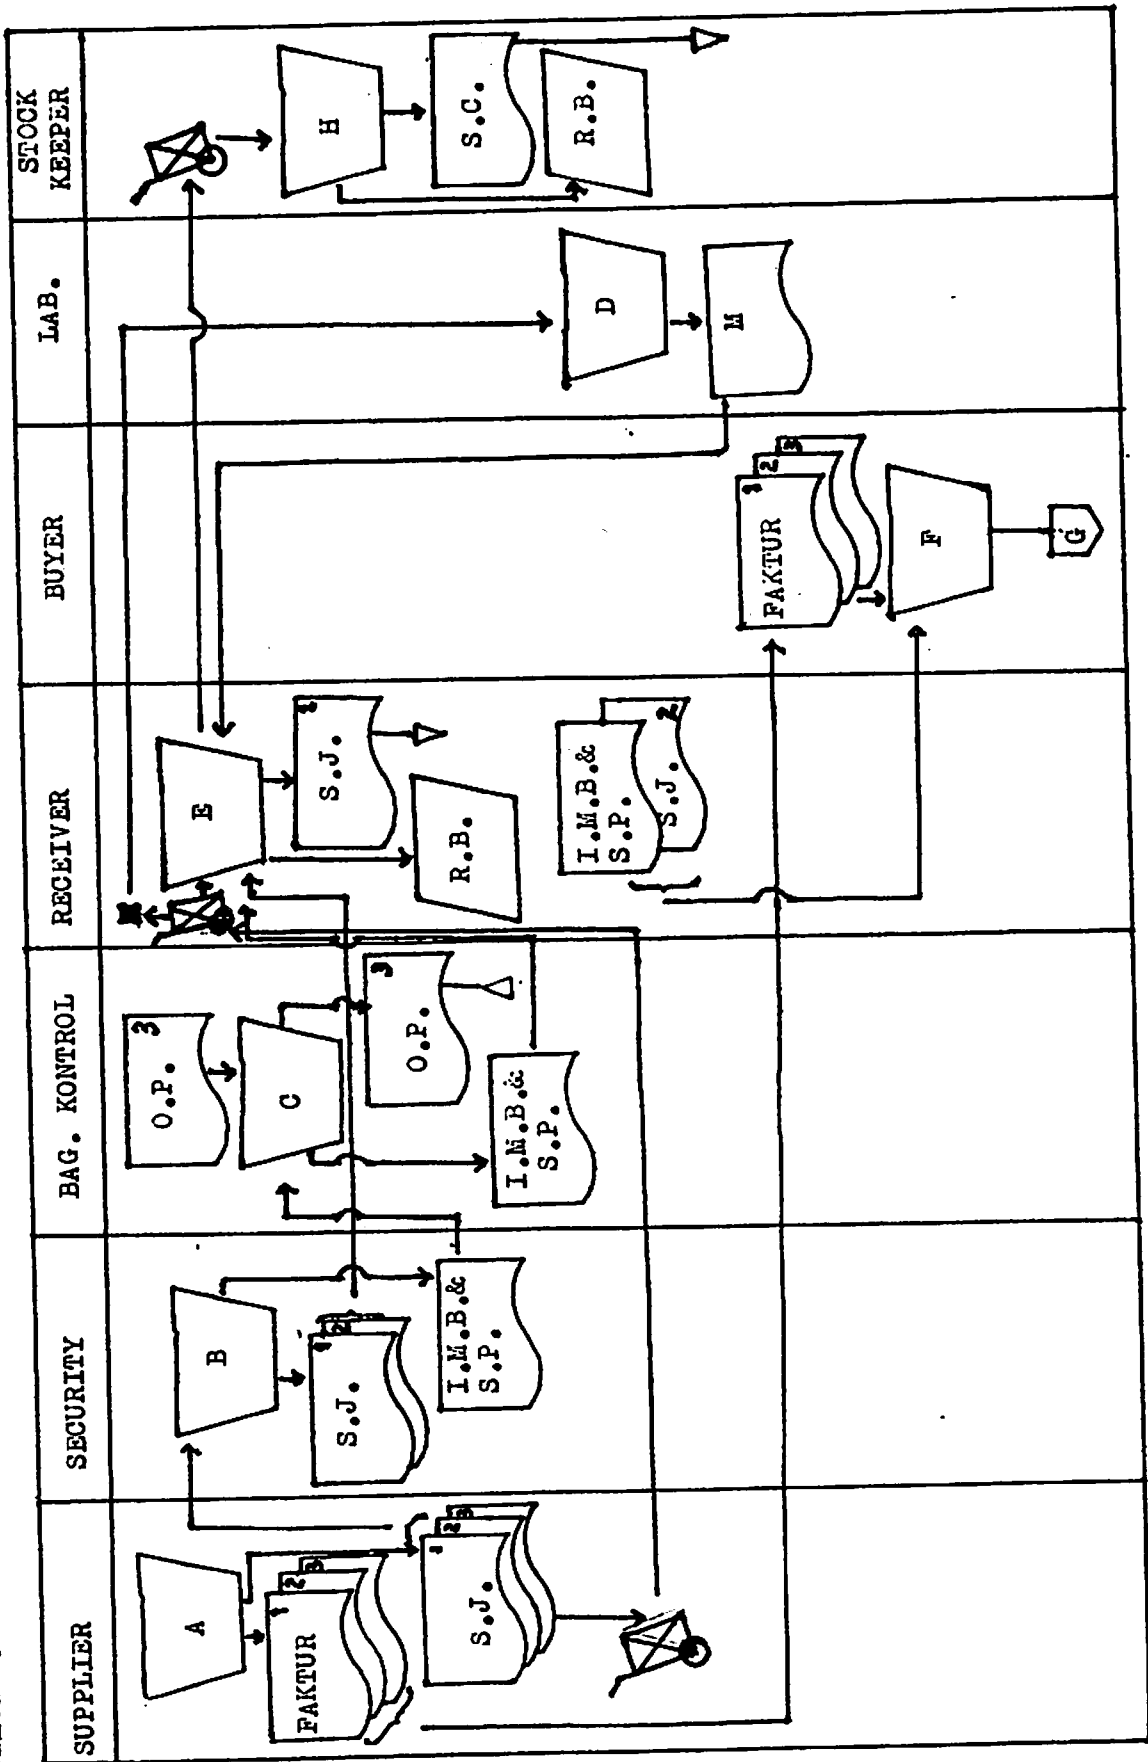 SUPPLIER
SECURITY
BAG. KONTROL
RECEIVER
BUYER
LAB.
STOCK
KEEPER
A
FAKTUR
1
2
3
S.J.
1
2
3
B
S.J.
1
2
I.M.B.&
S.P.
O.P.
3
C
O.P.
3
I.M.B.&
S.P.
E
S.J.
R.B.
I.M.B.&
S.P.
S.J.
2
FAKTUR
1
2
3
F
G
D
M
H
S.C.
R.B.